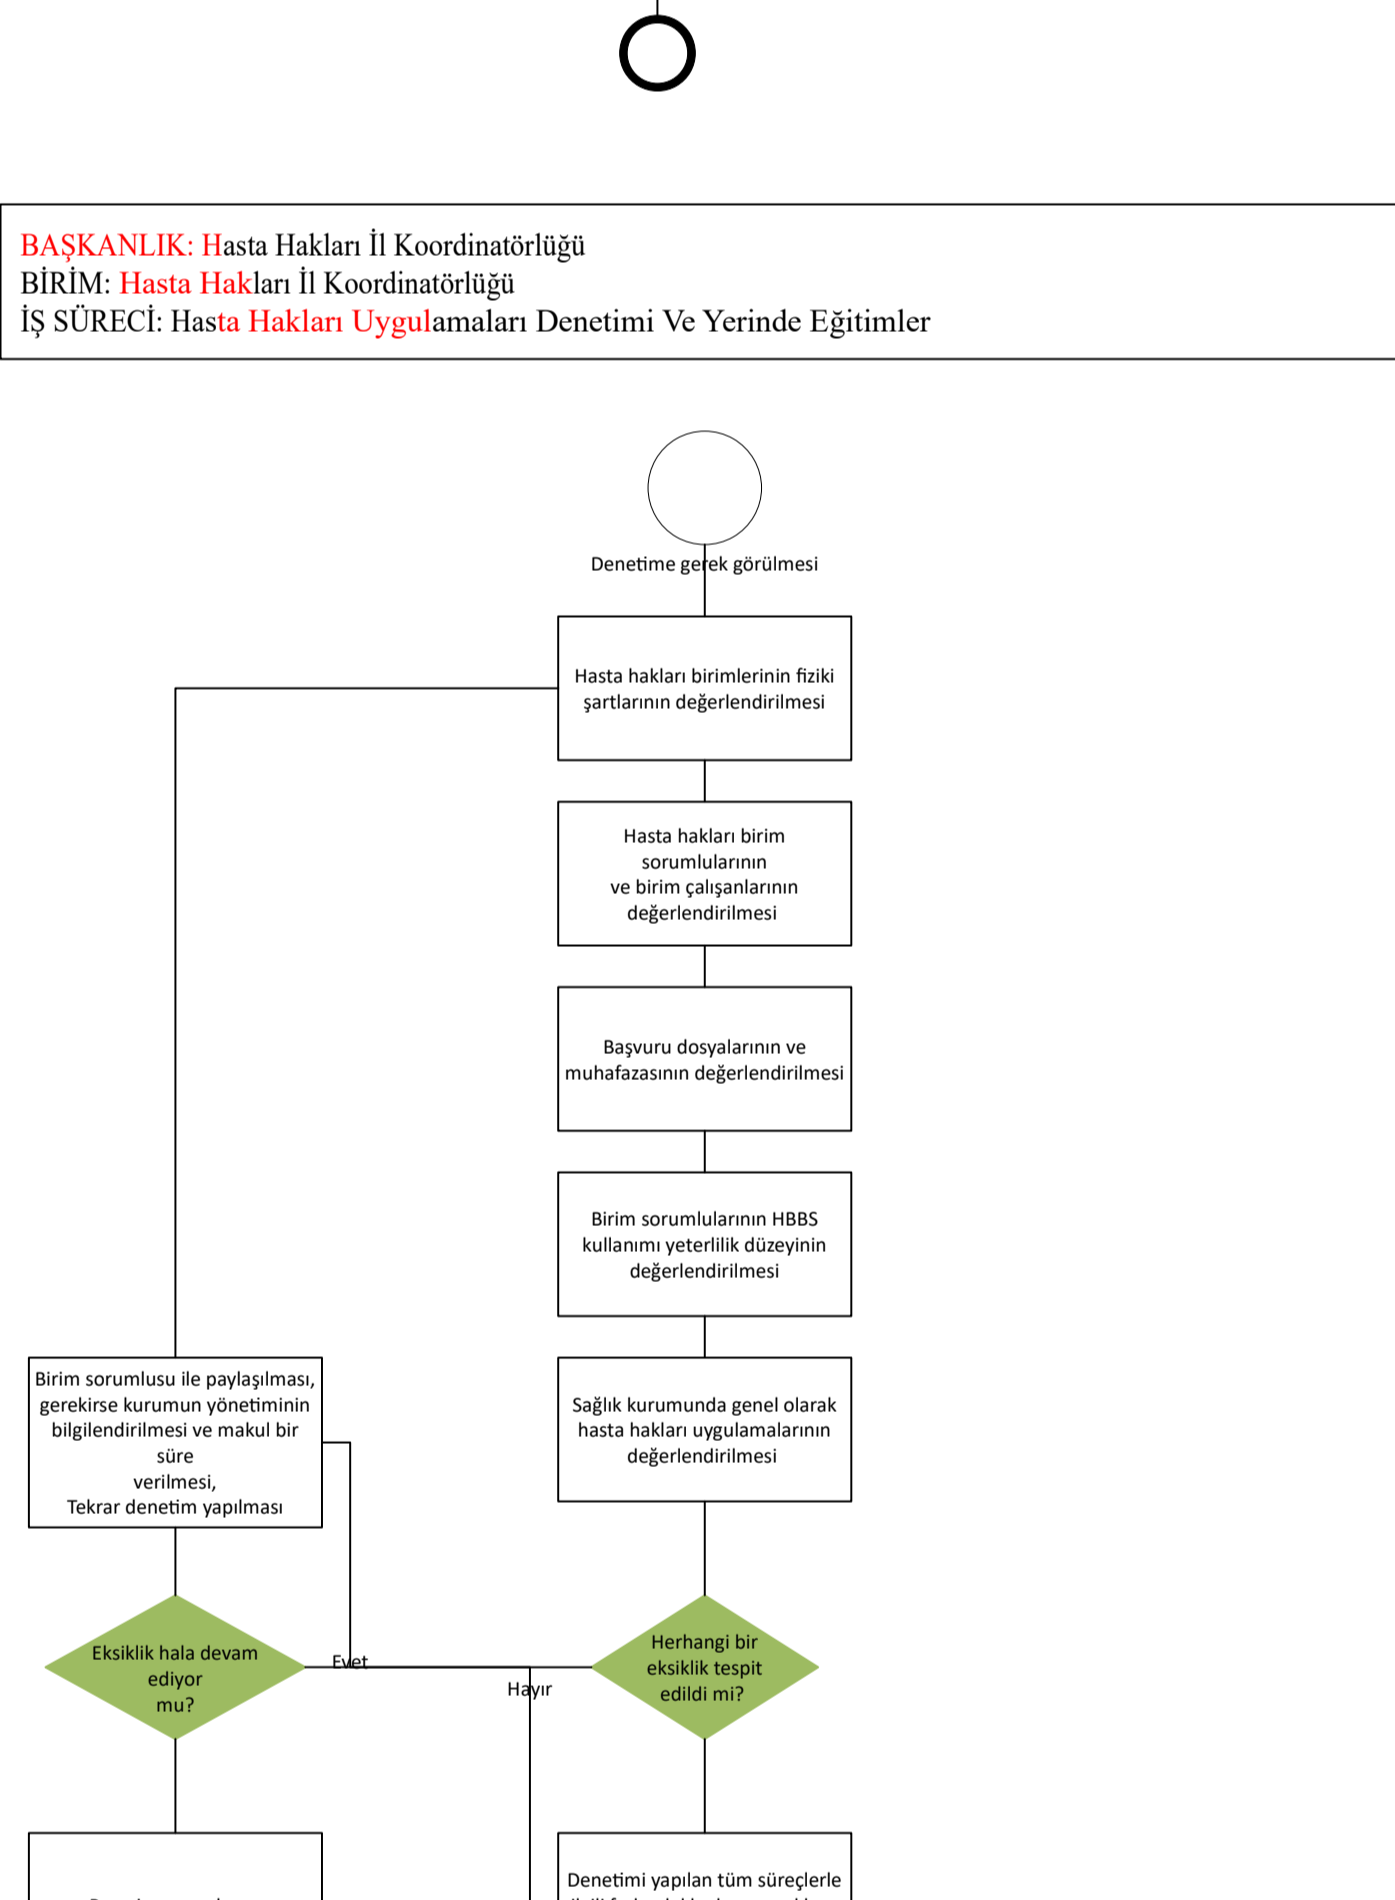 BAŞKANLIK: Hasta Hakları İl Koordinatörlüğü
BİRİM: Hasta Hakları İl Koordinatörlüğü
İŞ SÜRECİ: Hasta Hakları Uygulamaları Denetimi Ve Yerinde Eğitimler
Denetime gerek görülmesi
Hasta hakları birimlerinin fiziki
şartlarının değerlendirilmesi
Hasta hakları birim
sorumlularının
ve birim çalışanlarının
değerlendirilmesi
Başvuru dosyalarının ve
muhafazasının değerlendirilmesi
Birim sorumlularının HBBS
kullanımı yeterlilik düzeyinin
değerlendirilmesi
Birim sorumlusu ile paylaşılması,
gerekirse kurumun yönetiminin
bilgilendirilmesi ve makul bir
süre
verilmesi,
Tekrar denetim yapılması
Sağlık kurumunda genel olarak
hasta hakları uygulamalarının
değerlendirilmesi
Eksiklik hala devam
ediyor
mu?
Evet
Hayır
Herhangi bir
eksiklik tespit
edildi mi?
Denetimi yapılan tüm süreçlerle